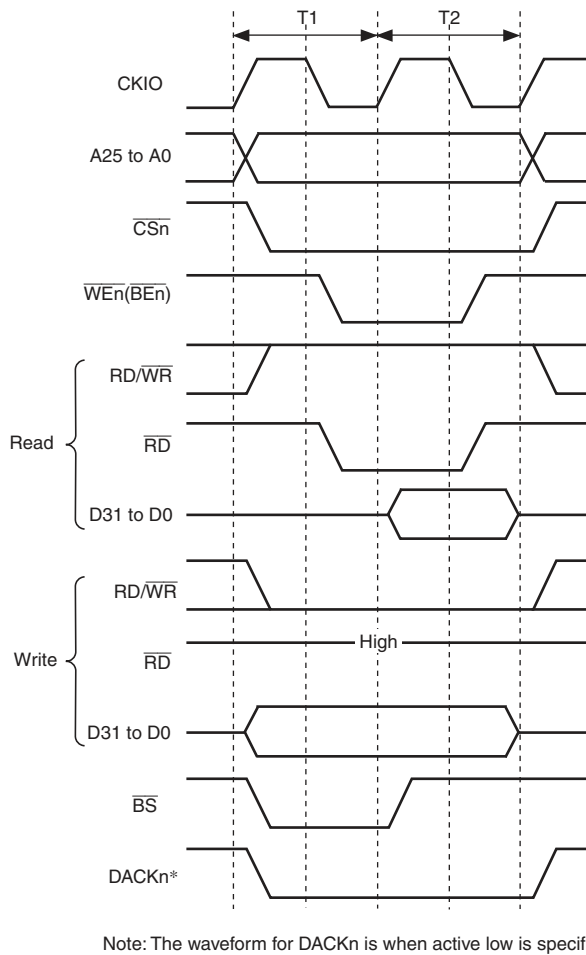 T1 T2
CKIO
A25 to A0
CSn
WEn(BEn)
RD/WR
Read
RD
D31 to D0
RD/WR
High
Write
RD
D31 to D0
BS
DACKn*
Note: The waveform for DACKn is when active low is specif